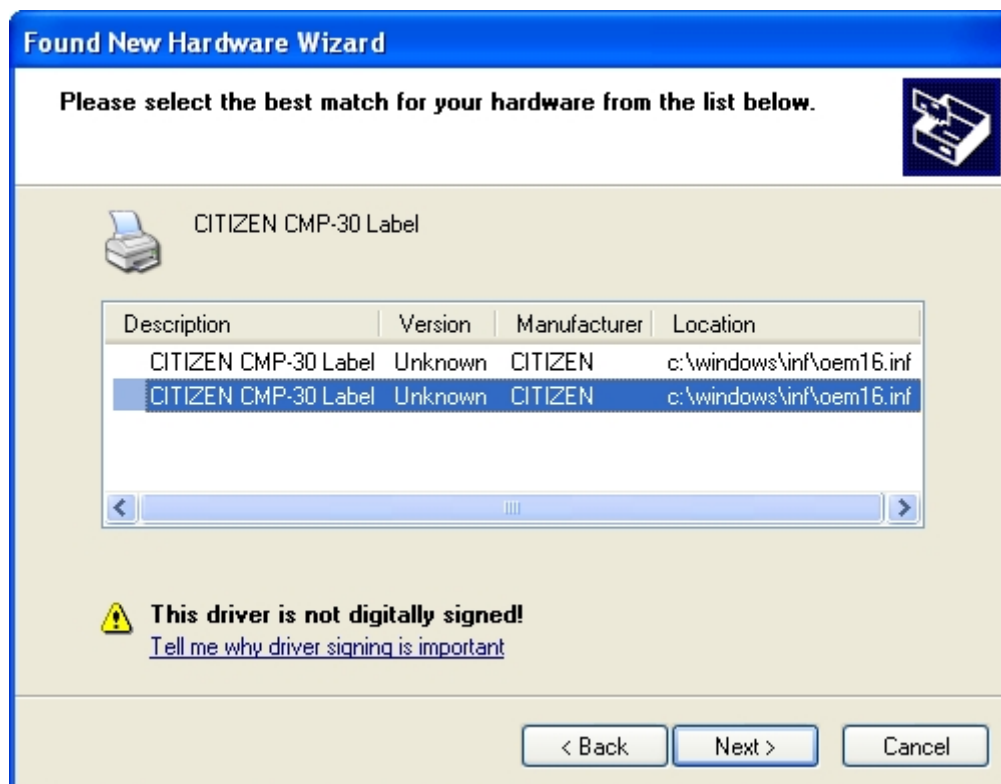 Found New Hardware Wizard
Please select the best match for your hardware from the list below.
CITIZEN CMP-30 Label
Description Version Manufacturer Location
CITIZEN CMP-30 Label Unknown CITIZEN c:\windows\inf\oem16.inf
CITIZEN CMP-30 Label Unknown CITIZEN c:\windows\inf\oem16.inf
This driver is not digitally signed!
Tell me why driver signing is important
< Back Next > Cancel